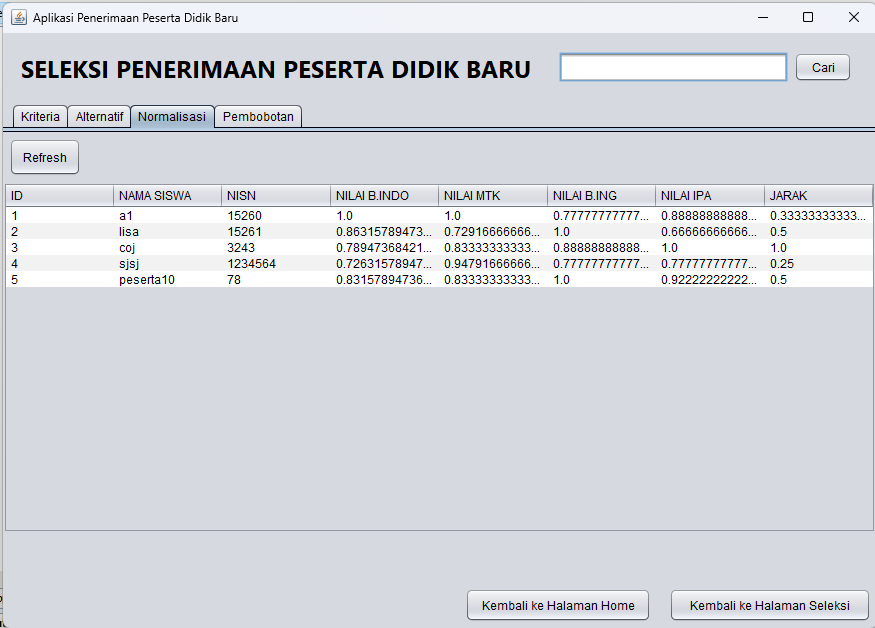 Aplikasi Penerimaan Peserta Didik Baru
SELEKSI PENERIMAAN PESERTA DIDIK BARU Cari
Kriteria Alternatif Normalisasi Pembobotan
Refresh
ID NAMA SISWA NISN NILAI B.INDO NILAI MTK NILAI B.ING NILAI IPA JARAK
1 a1 15260 1.0 1.0 0.77777777777... 0.88888888888... 0.33333333333...
2 lisa 15261 0.86315789473... 0.72916666666... 1.0 0.66666666666... 0.5
3 coj 3243 0.78947368421... 0.83333333333... 0.88888888888... 1.0 1.0
4 sjsj 1234564 0.72631578947... 0.94791666666... 0.77777777777... 0.77777777777... 0.25
5 peserta10 78 0.83157894736... 0.83333333333... 1.0 0.92222222222... 0.5
Kembali ke Halaman Home Kembali ke Halaman Seleksi